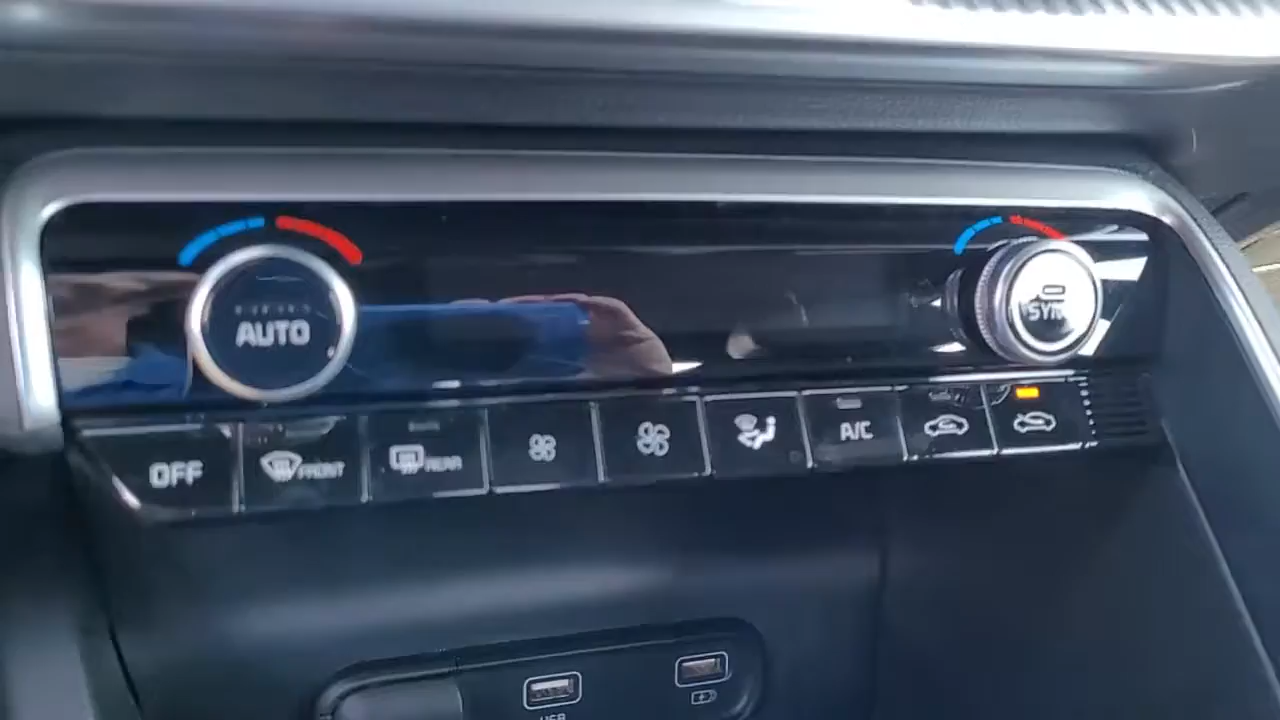 AUTO
SYNC
OFF
FRONT
REAR
A/C
USB